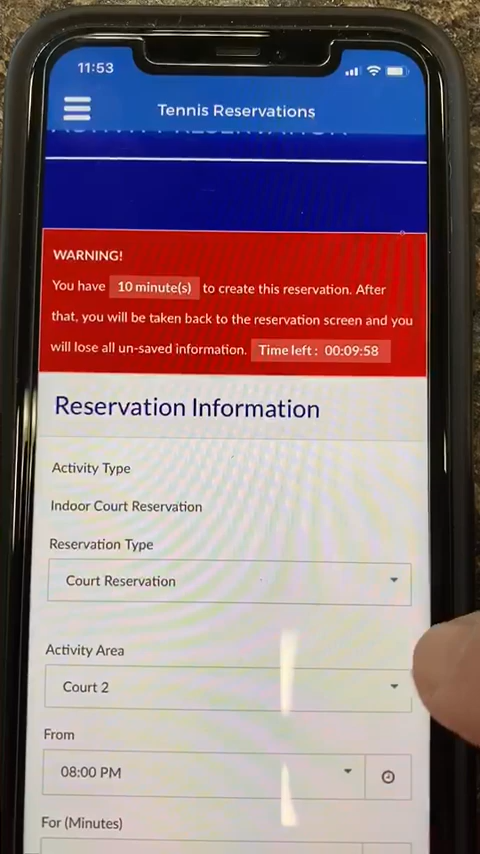 11:53
Tennis Reservations
ACTIVITY RESERVATION
WARNING!
You have 10 minute(s) to create this reservation. After
that, you will be taken back to the reservation screen and you
will lose all un-saved information. Time left : 00:09:58
Reservation Information
Activity Type
Indoor Court Reservation
Reservation Type
Court Reservation
Activity Area
Court 2
From
08:00 PM
For (Minutes)